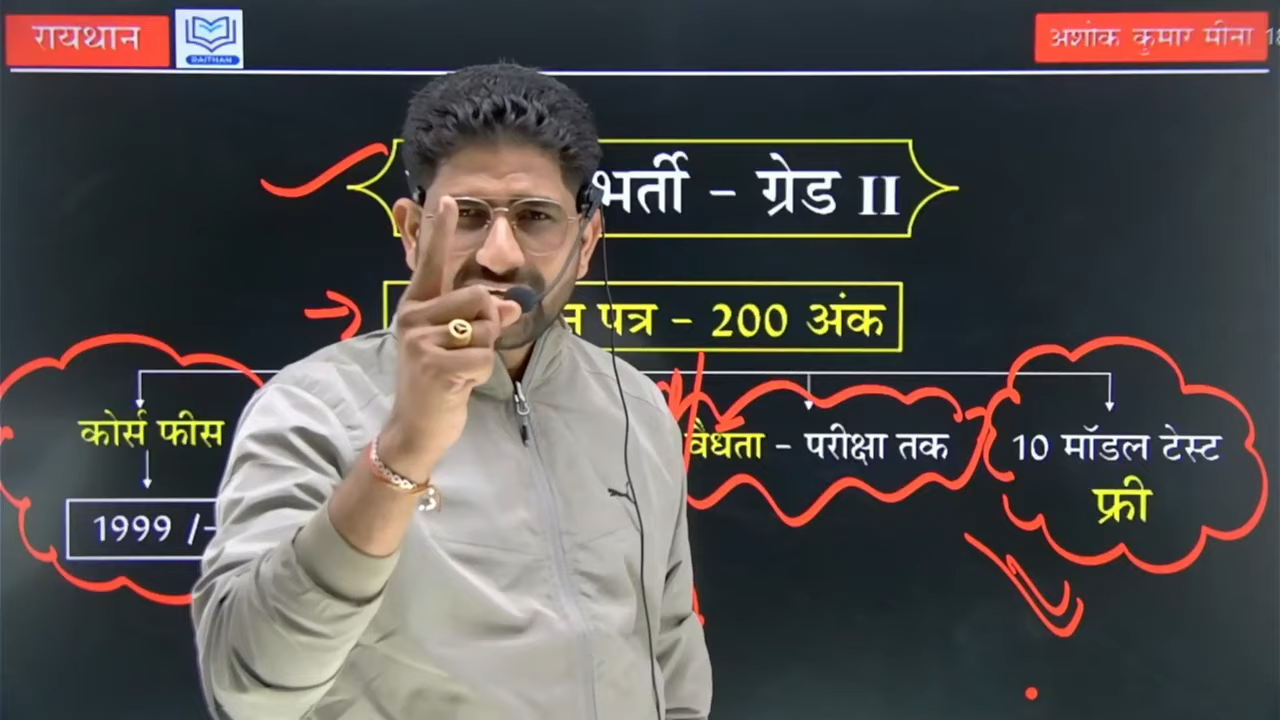 रायथान
RAITHAN
अशोक कुमार मीना
भर्ती - ग्रेड II
पत्र - 200 अंक
कोर्स फीस
1999 /-
वैधता - परीक्षा तक
10 मॉडल टेस्ट
फ्री